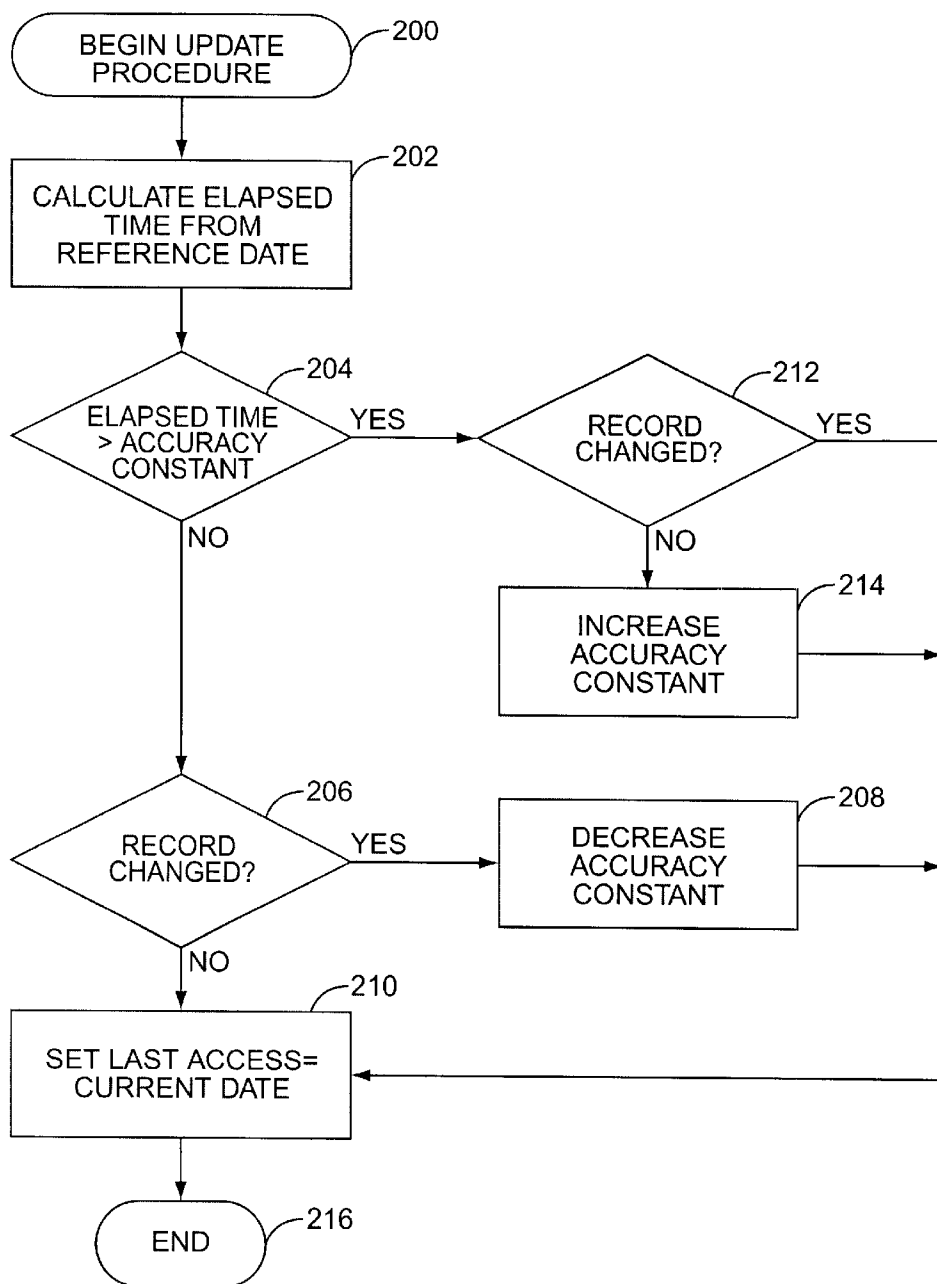 BEGIN UPDATE
PROCEDURE
200
202
CALCULATE ELAPSED
TIME FROM
REFERENCE DATE
204
ELAPSED TIME
> ACCURACY
CONSTANT
YES
NO
212
RECORD
CHANGED?
YES
NO
214
INCREASE
ACCURACY
CONSTANT
206
RECORD
CHANGED?
YES
NO
208
DECREASE
ACCURACY
CONSTANT
210
SET LAST ACCESS=
CURRENT DATE
END
216